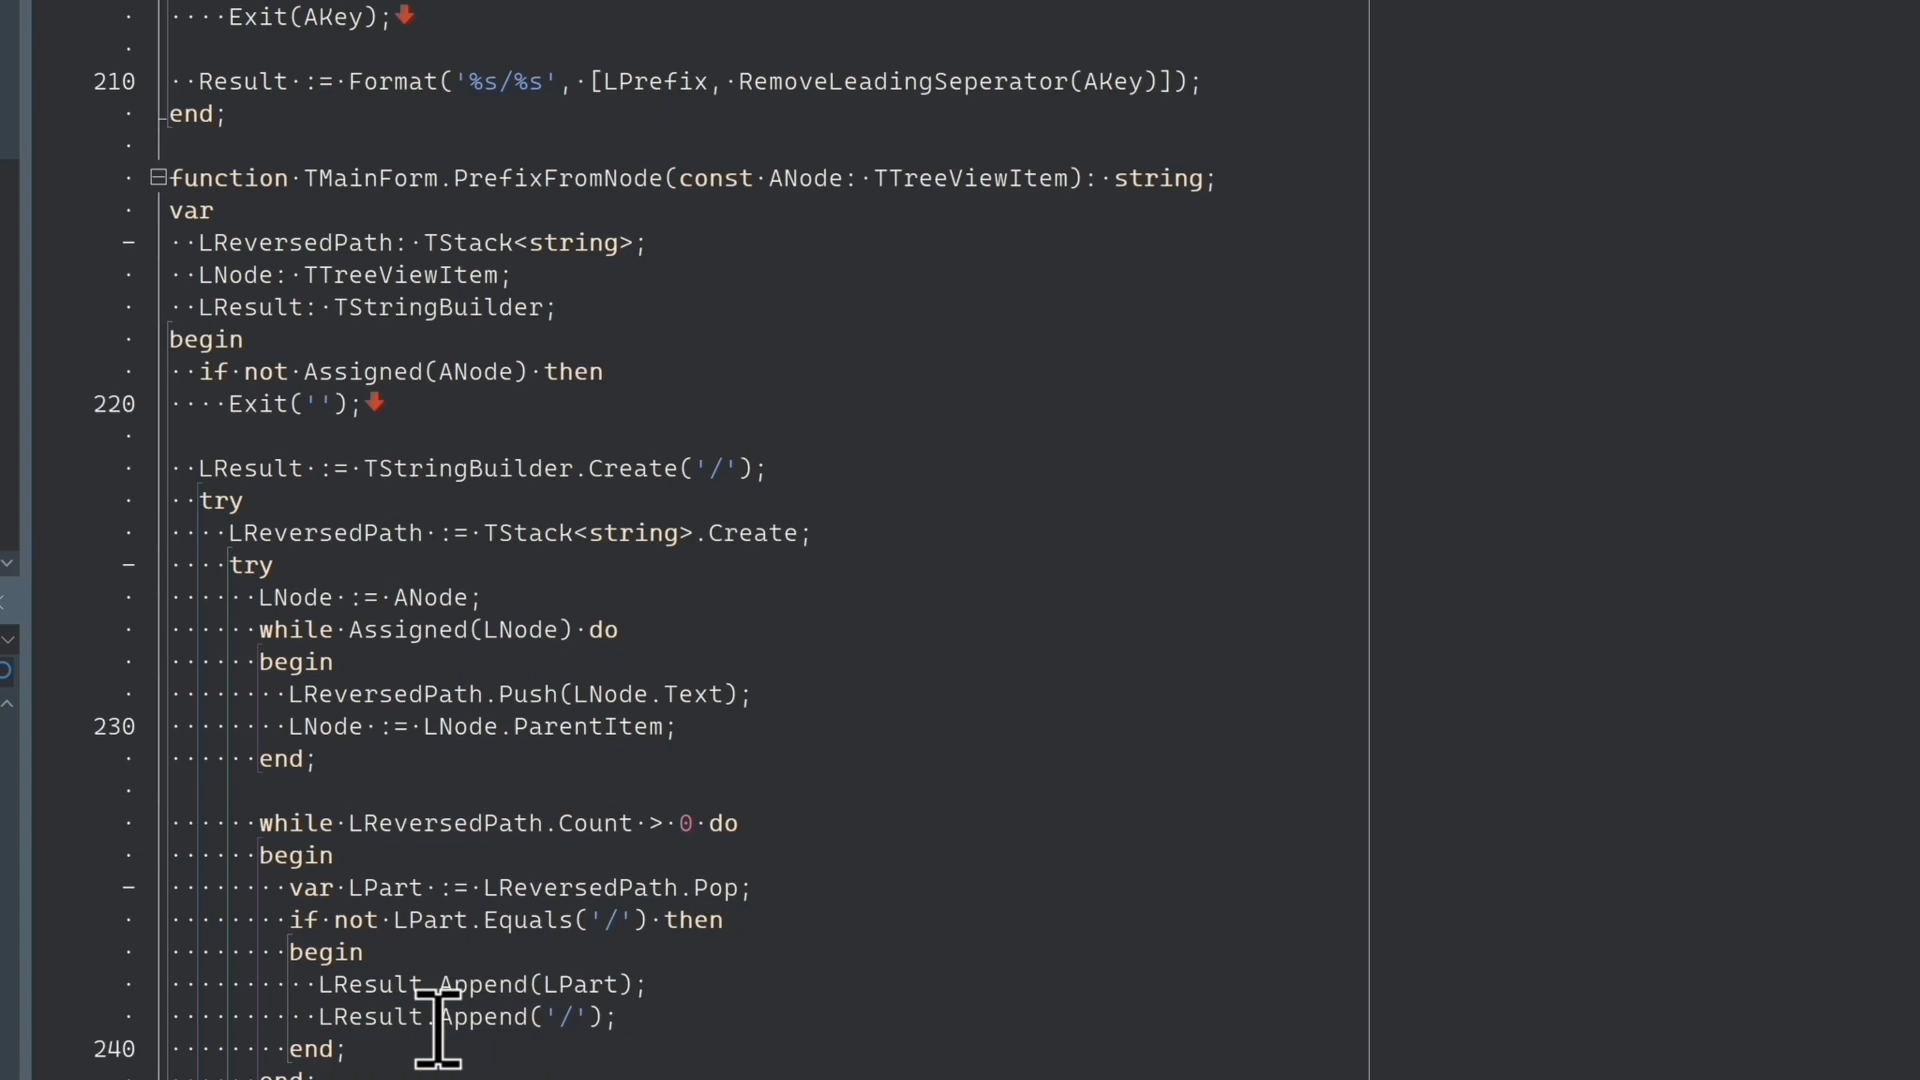 Exit(AKey);
210 Result := Format('%s/%s', [LPrefix, RemoveLeadingSeperator(AKey)]);
end;
function TMainForm.PrefixFromNode(const ANode: TTreeViewItem): string;
var
LReversedPath: TStack<string>;
LNode: TTreeViewItem;
LResult: TStringBuilder;
begin
if not Assigned(ANode) then
220 Exit('');
LResult := TStringBuilder.Create('/');
try
LReversedPath := TStack<string>.Create;
try
LNode := ANode;
while Assigned(LNode) do
begin
LReversedPath.Push(LNode.Text);
230 LNode := LNode.ParentItem;
end;
while LReversedPath.Count > 0 do
begin
var LPart := LReversedPath.Pop;
if not LPart.Equals('/') then
begin
LResult.Append(LPart);
LResult.Append('/');
240 end;
end;